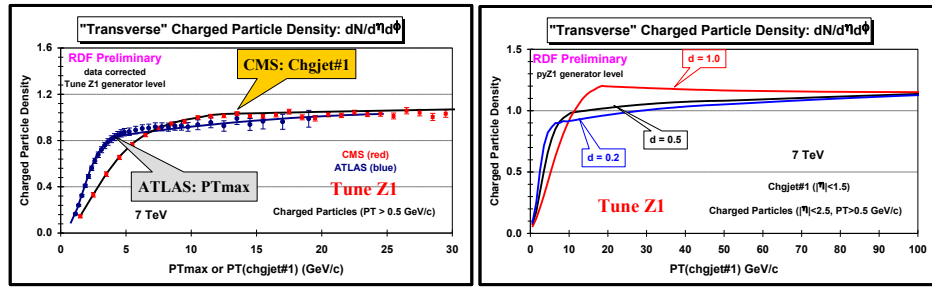 "Transverse" Charged Particle Density: dN/dηdφ
RDF Preliminary
data corrected
Tune Z1 generator level
CMS: Chgjet#1
ATLAS: PTmax
CMS (red)
ATLAS (blue)
Tune Z1
7 TeV
Charged Particles (PT > 0.5 GeV/c)
Charged Particle Density
1.6
1.2
0.8
0.4
0.0
0 5 10 15 20 25 30
PTmax or PT(chgjet#1) (GeV/c)
"Transverse" Charged Particle Density: dN/dηdφ
RDF Preliminary
pyZ1 generator level
d = 1.0
d = 0.5
d = 0.2
7 TeV
Tune Z1
Chgjet#1 (|η|<1.5)
Charged Particles (|η|<2.5, PT>0.5 GeV/c)
Charged Particle Density
1.5
1.0
0.5
0.0
0 10 20 30 40 50 60 70 80 90 100
PT(chgjet#1) GeV/c